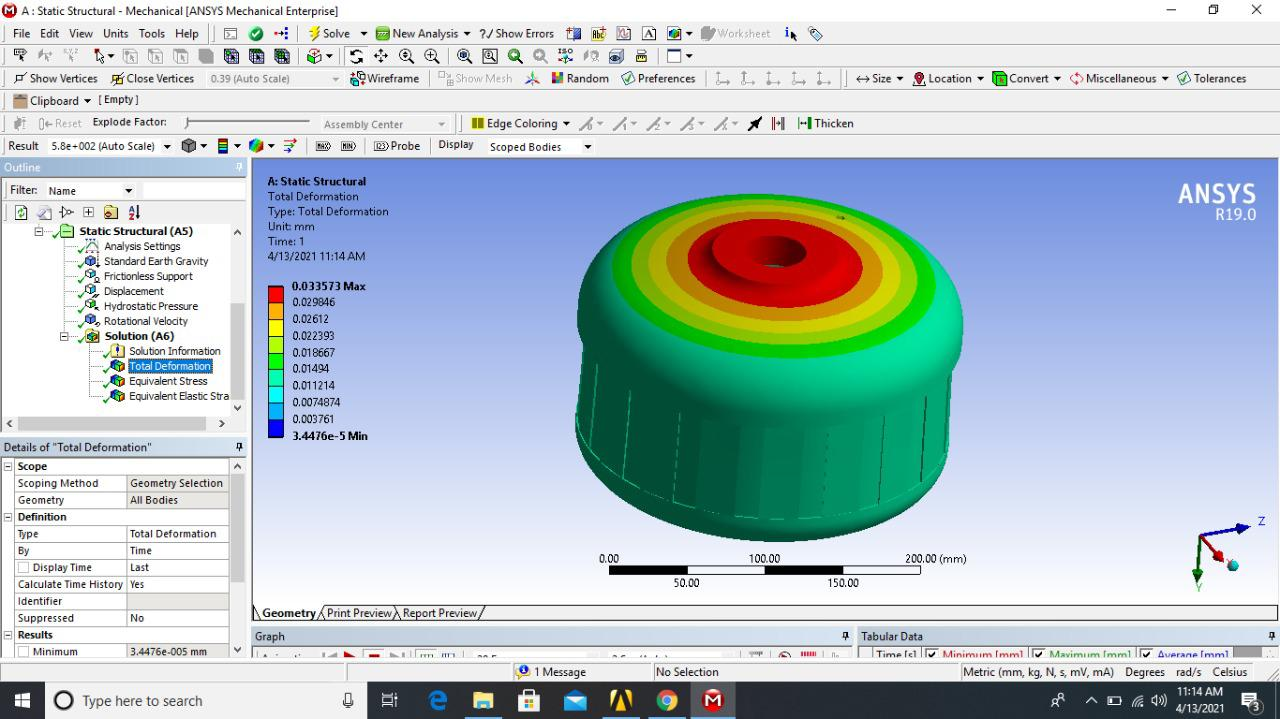 A : Static Structural - Mechanical [ANSYS Mechanical Enterprise]
File Edit View Units Tools Help Solve New Analysis ?/ Show Errors Worksheet
Show Vertices Close Vertices 0.39 (Auto Scale) Wireframe Show Mesh Random Preferences Size Location Convert Miscellaneous Tolerances
Clipboard [ Empty ]
Reset Explode Factor: Assembly Center Edge Coloring Thicken
Result 5.8e+002 (Auto Scale) Probe Display Scoped Bodies
Outline
Filter: Name
Static Structural (A5)
Analysis Settings
Standard Earth Gravity
Frictionless Support
Displacement
Hydrostatic Pressure
Rotational Velocity
Solution (A6)
Solution Information
Total Deformation
Equivalent Stress
Equivalent Elastic Stra
Details of "Total Deformation"
Scope
Scoping Method Geometry Selection
Geometry All Bodies
Definition
Type Total Deformation
By Time
Display Time Last
Calculate Time History Yes
Identifier
Suppressed No
Results
Minimum 3.4476e-005 mm
A: Static Structural
Total Deformation
Type: Total Deformation
Unit: mm
Time: 1
4/13/2021 11:14 AM
0.033573 Max
0.029846
0.02612
0.022393
0.018667
0.01494
0.011214
0.0074874
0.003761
3.4476e-5 Min
ANSYS
R19.0
0.00 100.00 200.00 (mm)
50.00 150.00
Z
Y
Geometry Print Preview Report Preview
Graph
Tabular Data
Time [s] Minimum [mm] Maximum [mm] Average [mm]
1 Message No Selection Metric (mm, kg, N, s, mV, mA) Degrees rad/s Celsius
Type here to search
11:14 AM
4/13/2021
3